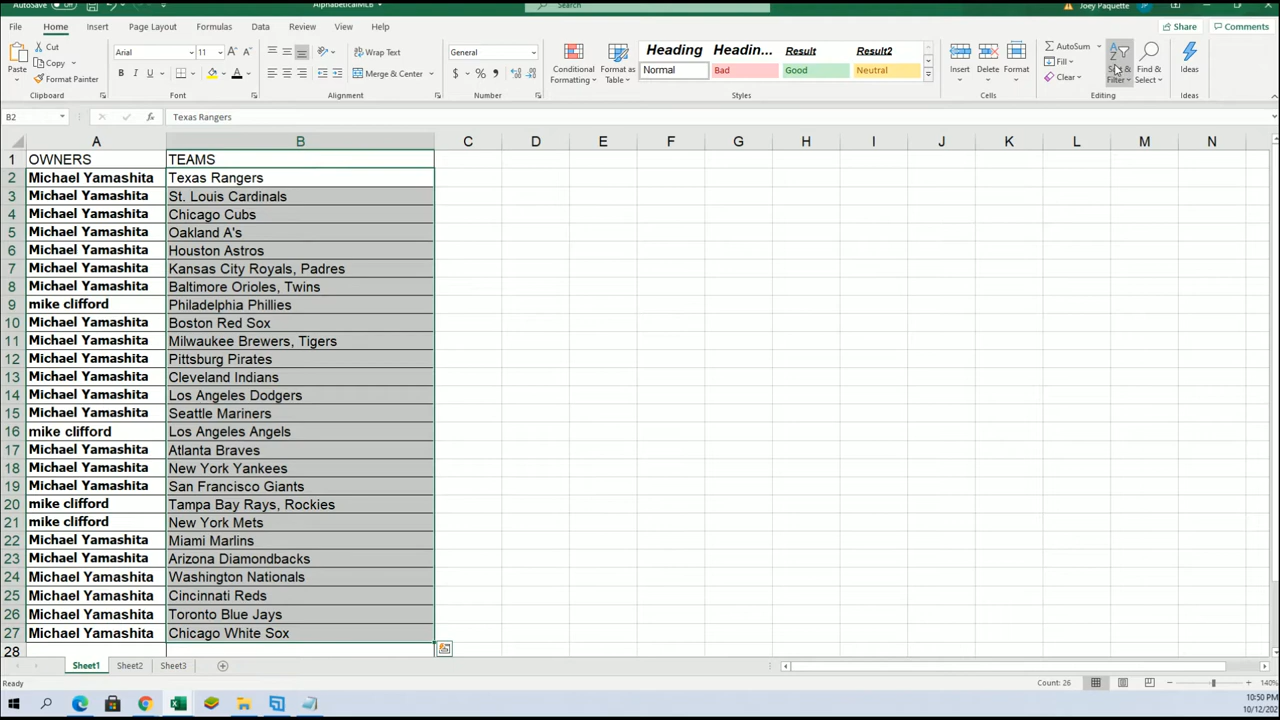 AutoSave Off AlphabeticalMLB Search Joey Paquette
File Home Insert Page Layout Formulas Data Review View Help Share Comments
Paste Cut Copy Format Painter Clipboard
Arial 11 Font
Merge & Center Alignment
General Number
Conditional Formatting Format as Table
Heading Headin... Result Result2
Normal Bad Good Neutral
Styles
Insert Delete Format Cells
AutoSum Fill Clear Sort & Filter Find & Select Editing
Ideas Ideas
B2 fx Texas Rangers
A B C D E F G H I J K L M N
1 OWNERS TEAMS
2 Michael Yamashita Texas Rangers
3 Michael Yamashita St. Louis Cardinals
4 Michael Yamashita Chicago Cubs
5 Michael Yamashita Oakland A's
6 Michael Yamashita Houston Astros
7 Michael Yamashita Kansas City Royals, Padres
8 Michael Yamashita Baltimore Orioles, Twins
9 mike clifford Philadelphia Phillies
10 Michael Yamashita Boston Red Sox
11 Michael Yamashita Milwaukee Brewers, Tigers
12 Michael Yamashita Pittsburg Pirates
13 Michael Yamashita Cleveland Indians
14 Michael Yamashita Los Angeles Dodgers
15 Michael Yamashita Seattle Mariners
16 mike clifford Los Angeles Angels
17 Michael Yamashita Atlanta Braves
18 Michael Yamashita New York Yankees
19 Michael Yamashita San Francisco Giants
20 mike clifford Tampa Bay Rays, Rockies
21 mike clifford New York Mets
22 Michael Yamashita Miami Marlins
23 Michael Yamashita Arizona Diamondbacks
24 Michael Yamashita Washington Nationals
25 Michael Yamashita Cincinnati Reds
26 Michael Yamashita Toronto Blue Jays
27 Michael Yamashita Chicago White Sox
28
Sheet1 Sheet2 Sheet3
Ready Count: 26 140%
10:50 PM
10/12/202